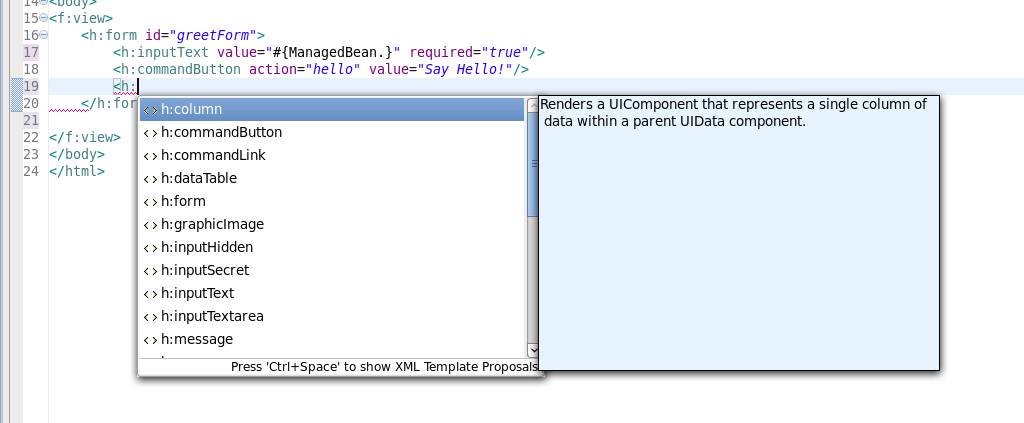 14 <body>
15 <f:view>
16 <h:form id="greetForm">
17 <h:inputText value="#{ManagedBean.}" required="true"/>
18 <h:commandButton action="hello" value="Say Hello!"/>
19 <h:
20 </h:for
21
22 </f:view>
23 </body>
24 </html>
h:column
h:commandButton
h:commandLink
h:dataTable
h:form
h:graphicImage
h:inputHidden
h:inputSecret
h:inputText
h:inputTextarea
h:message
Press 'Ctrl+Space' to show XML Template Proposals
Renders a UIComponent that represents a single column of
data within a parent UIData component.